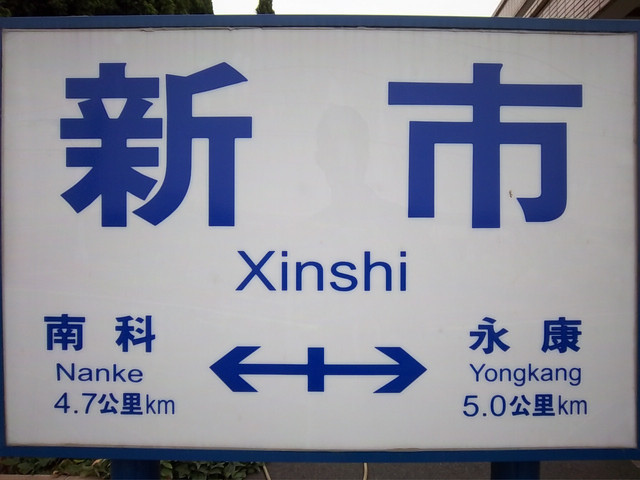 新市
Xinshi
南科
Nanke
4.7公里km
永康
Yongkang
5.0公里km